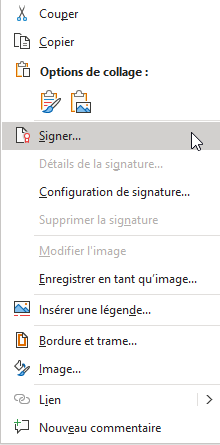 Couper
Copier
Options de collage :
Signer...
Détails de la signature...
Configuration de signature...
Supprimer la signature
Modifier l'image
Enregistrer en tant qu'image...
Insérer une légende...
Bordure et trame...
Image...
Lien
Nouveau commentaire